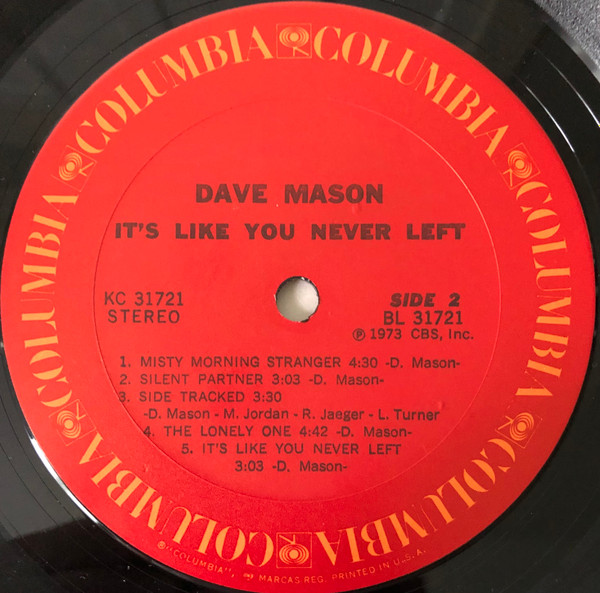 COLUMBIA COLUMBIA COLUMBIA COLUMBIA COLUMBIA COLUMBIA
DAVE MASON
IT'S LIKE YOU NEVER LEFT
KC 31721 SIDE 2
STEREO BL 31721
℗ 1973 CBS, Inc.
1. MISTY MORNING STRANGER 4:30 -D. Mason-
2. SILENT PARTNER 3:03 -D. Mason-
3. SIDE TRACKED 3:30
-D. Mason - M. Jordan - R. Jaeger - L. Turner
4. THE LONELY ONE 4:42 -D. Mason-
5. IT'S LIKE YOU NEVER LEFT
3:03 -D. Mason-
® "COLUMBIA", MARCAS REG. PRINTED IN U.S.A.